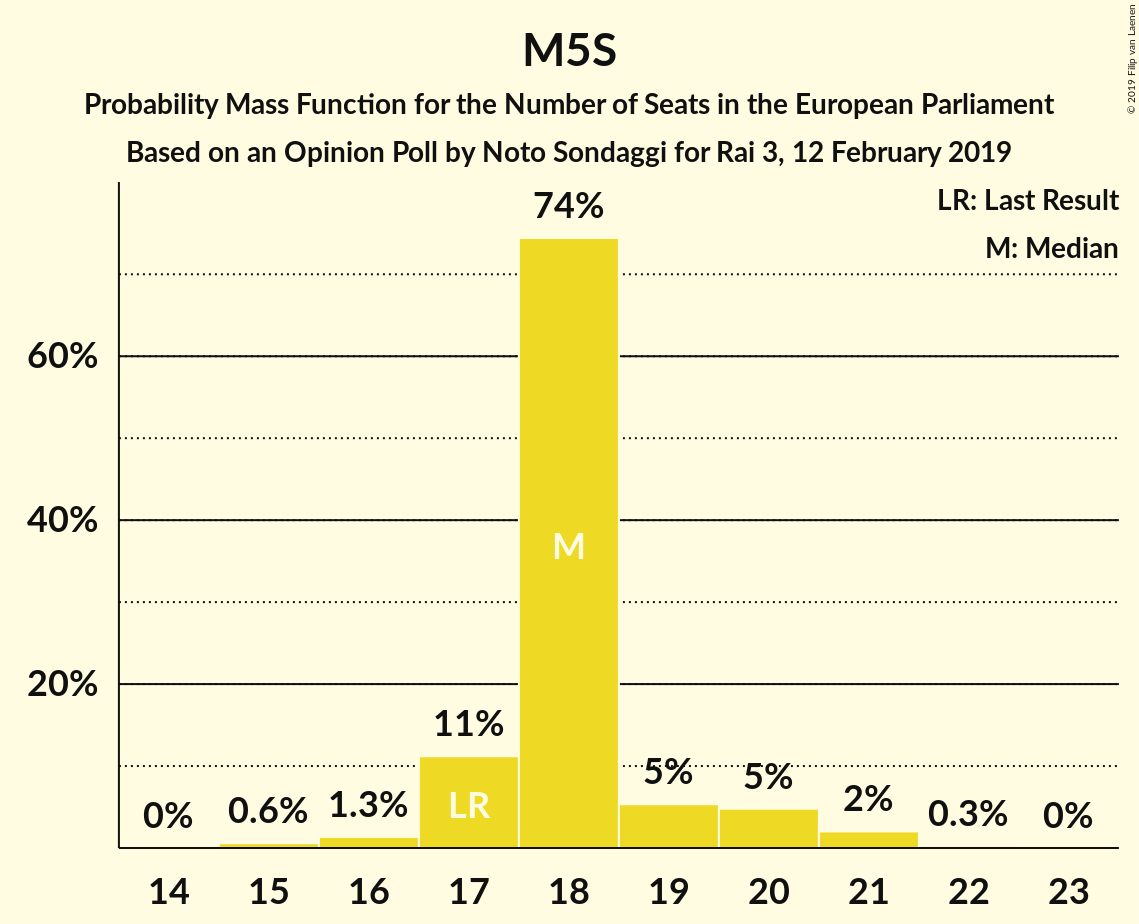 M5S
Probability Mass Function for the Number of Seats in the European Parliament
Based on an Opinion Poll by Noto Sondaggi for Rai 3, 12 February 2019
© 2019 Filip van Laenen
LR: Last Result
M: Median
74%
60%
40%
20%
M
LR
0%
0.6%
1.3%
11%
5%
5%
2%
0.3%
0%
14 15 16 17 18 19 20 21 22 23